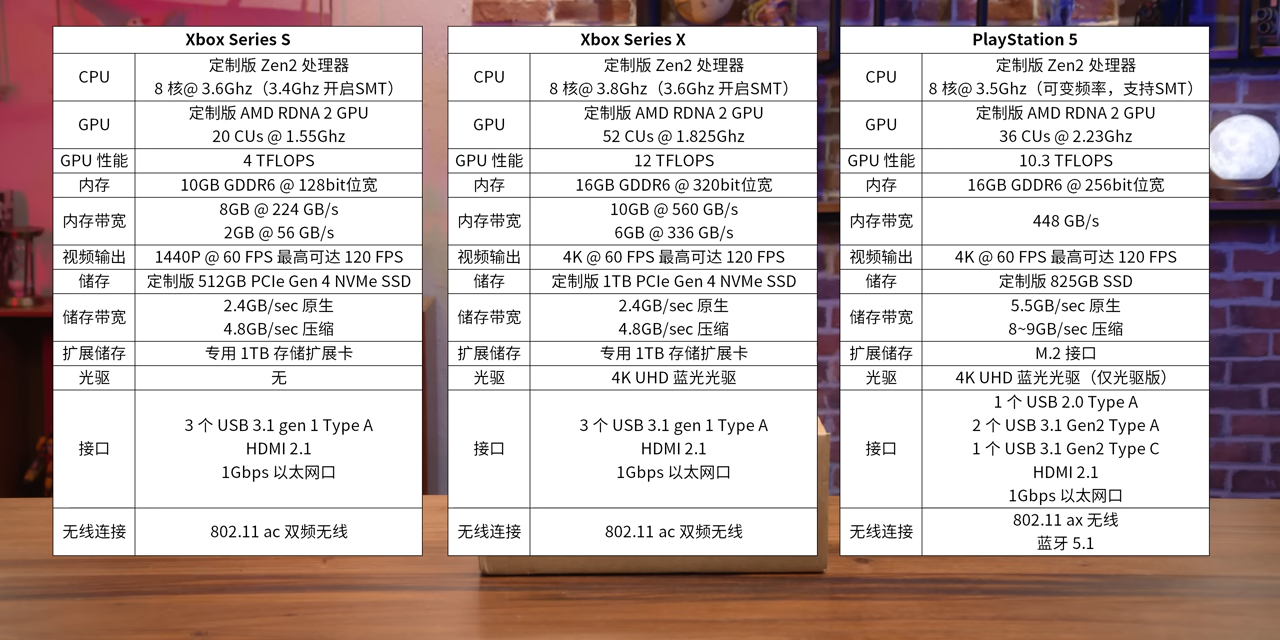 Xbox Series S
CPU
定制版 Zen2 处理器
8 核@ 3.6Ghz（3.4Ghz 开启SMT）
GPU
定制版 AMD RDNA 2 GPU
20 CUs @ 1.55Ghz
GPU 性能
4 TFLOPS
内存
10GB GDDR6 @ 128bit位宽
内存带宽
8GB @ 224 GB/s
2GB @ 56 GB/s
视频输出
1440P @ 60 FPS 最高可达 120 FPS
储存
定制版 512GB PCIe Gen 4 NVMe SSD
储存带宽
2.4GB/sec 原生
4.8GB/sec 压缩
扩展储存
专用 1TB 存储扩展卡
光驱
无
接口
3 个 USB 3.1 gen 1 Type A
HDMI 2.1
1Gbps 以太网口
无线连接
802.11 ac 双频无线
Xbox Series X
CPU
定制版 Zen2 处理器
8 核@ 3.8Ghz（3.6Ghz 开启SMT）
GPU
定制版 AMD RDNA 2 GPU
52 CUs @ 1.825Ghz
GPU 性能
12 TFLOPS
内存
16GB GDDR6 @ 320bit位宽
内存带宽
10GB @ 560 GB/s
6GB @ 336 GB/s
视频输出
4K @ 60 FPS 最高可达 120 FPS
储存
定制版 1TB PCIe Gen 4 NVMe SSD
储存带宽
2.4GB/sec 原生
4.8GB/sec 压缩
扩展储存
专用 1TB 存储扩展卡
光驱
4K UHD 蓝光光驱
接口
3 个 USB 3.1 gen 1 Type A
HDMI 2.1
1Gbps 以太网口
无线连接
802.11 ac 双频无线
PlayStation 5
CPU
定制版 Zen2 处理器
8 核@ 3.5Ghz（可变频率，支持SMT）
GPU
定制版 AMD RDNA 2 GPU
36 CUs @ 2.23Ghz
GPU 性能
10.3 TFLOPS
内存
16GB GDDR6 @ 256bit位宽
内存带宽
448 GB/s
视频输出
4K @ 60 FPS 最高可达 120 FPS
储存
定制版 825GB SSD
储存带宽
5.5GB/sec 原生
8~9GB/sec 压缩
扩展储存
M.2 接口
光驱
4K UHD 蓝光光驱（仅光驱版）
接口
1 个 USB 2.0 Type A
2 个 USB 3.1 Gen2 Type A
1 个 USB 3.1 Gen2 Type C
HDMI 2.1
1Gbps 以太网口
无线连接
802.11 ax 无线
蓝牙 5.1